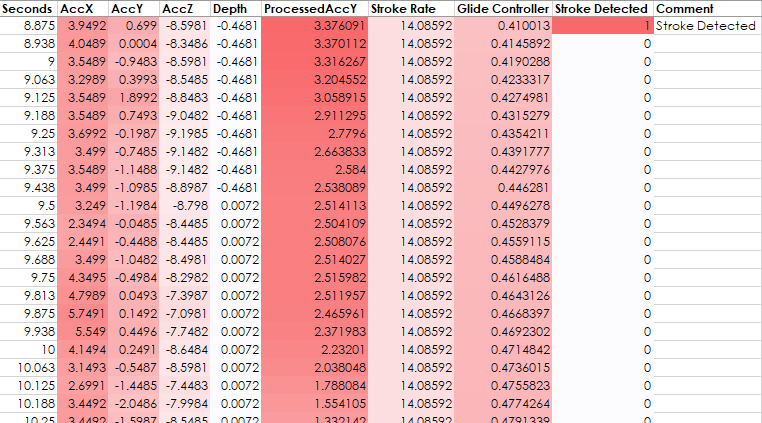 Seconds AccX AccY AccZ Depth ProcessedAccY Stroke Rate Glide Controller Stroke Detected Comment
8.875 3.9492 0.699 -8.5981 -0.4681 3.376091 14.08592 0.410013 1 Stroke Detected
8.938 4.0489 0.0004 -8.3486 -0.4681 3.370112 14.08592 0.4145892 0
9 3.5489 -0.9483 -8.5981 -0.4681 3.316267 14.08592 0.4190288 0
9.063 3.2989 0.3993 -8.5485 -0.4681 3.204552 14.08592 0.4233317 0
9.125 3.5489 1.8992 -8.8483 -0.4681 3.058915 14.08592 0.4274981 0
9.188 3.5489 0.7493 -9.0482 -0.4681 2.911295 14.08592 0.4315279 0
9.25 3.6992 -0.1987 -9.1985 -0.4681 2.7796 14.08592 0.4354211 0
9.313 3.499 -0.7485 -9.1482 -0.4681 2.663833 14.08592 0.4391777 0
9.375 3.5489 -1.1488 -9.1482 -0.4681 2.584 14.08592 0.4427976 0
9.438 3.499 -1.0985 -8.8987 -0.4681 2.538089 14.08592 0.446281 0
9.5 3.249 -1.1984 -8.798 0.0072 2.514113 14.08592 0.4496278 0
9.563 2.3494 -0.0485 -8.4485 0.0072 2.504109 14.08592 0.4528379 0
9.625 2.4491 -0.4488 -8.4485 0.0072 2.508076 14.08592 0.4559115 0
9.688 3.499 -1.0482 -8.4981 0.0072 2.514027 14.08592 0.4588484 0
9.75 4.3495 -0.4984 -8.2982 0.0072 2.515982 14.08592 0.4616488 0
9.813 4.7989 0.0493 -7.3987 0.0072 2.511957 14.08592 0.4643126 0
9.875 5.7491 0.1492 -7.0981 0.0072 2.465961 14.08592 0.4668397 0
9.938 5.549 0.4496 -7.7482 0.0072 2.371983 14.08592 0.4692302 0
10 4.1494 0.2491 -8.6484 0.0072 2.23201 14.08592 0.4714842 0
10.063 3.1493 -0.5487 -8.5981 0.0072 2.038048 14.08592 0.4736015 0
10.125 2.6991 -1.4485 -7.4483 0.0072 1.788084 14.08592 0.4755823 0
10.188 3.4492 -2.0486 -7.9984 0.0072 1.554105 14.08592 0.4774264 0
10.25 3.4492 -1.5987 -8.5485 0.0072 1.332142 14.08592 0.4791339 0